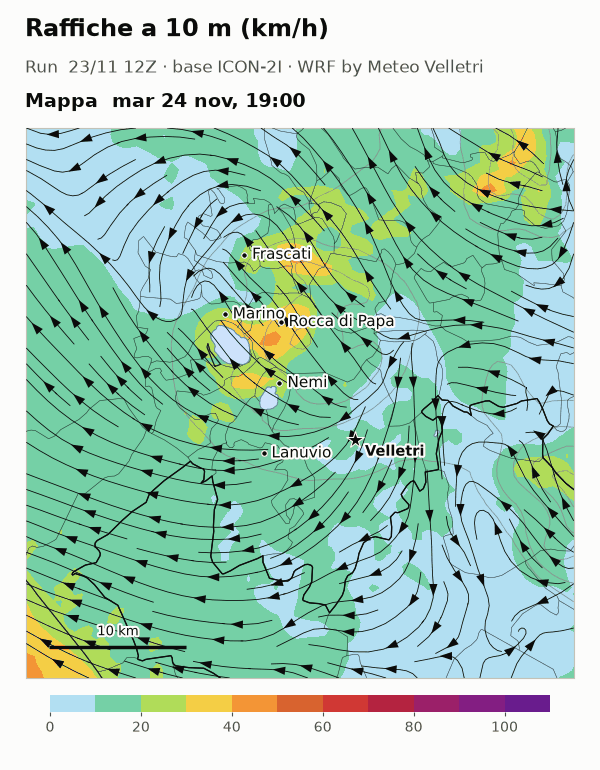 Raffiche a 10 m (km/h)
Run  23/11 12Z · base ICON-2I · WRF by Meteo Velletri
Mappa  mar 24 nov, 19:00
Frascati
Marino
Rocca di Papa
Nemi
Velletri
Lanuvio
10 km
0 20 40 60 80 100